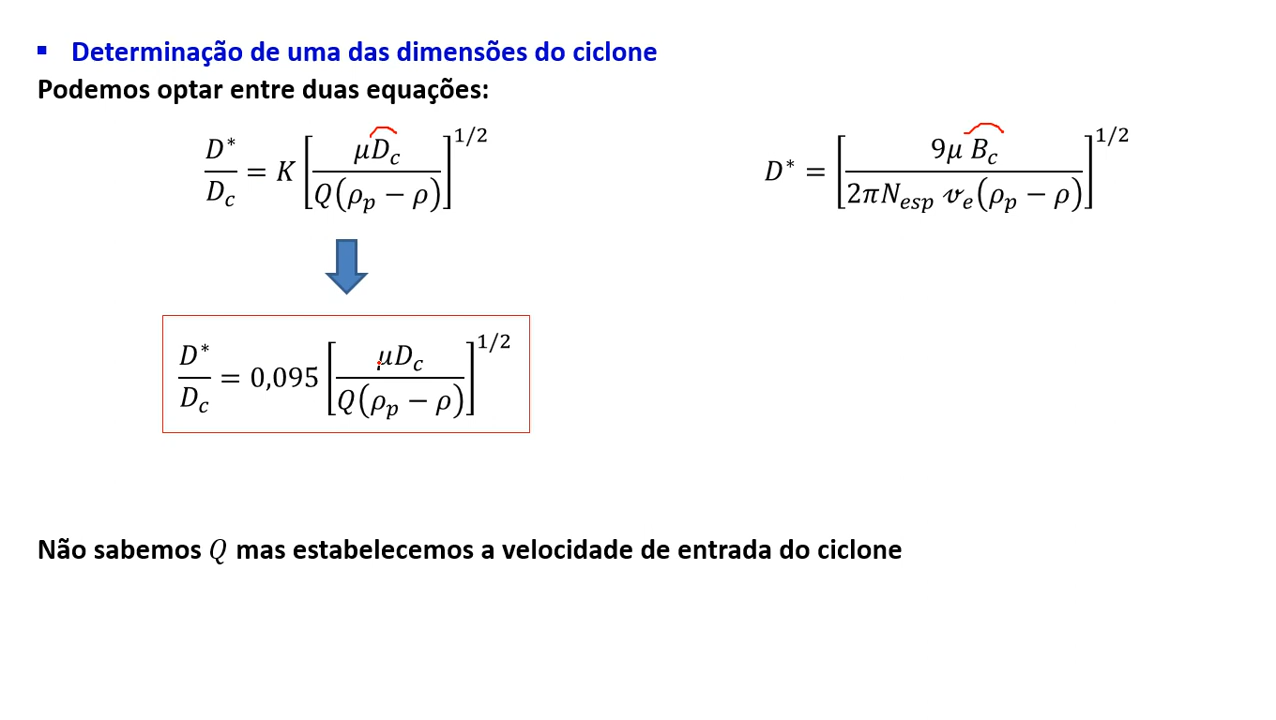 ▪ Determinação de uma das dimensões do ciclone
Podemos optar entre duas equações:
D*/D_c = K [μD_c / Q(ρ_p − ρ)]^1/2
D* = [9μ B_c / 2πN_esp v_e(ρ_p − ρ)]^1/2
D*/D_c = 0,095 [μD_c / Q(ρ_p − ρ)]^1/2
Não sabemos Q mas estabelecemos a velocidade de entrada do ciclone